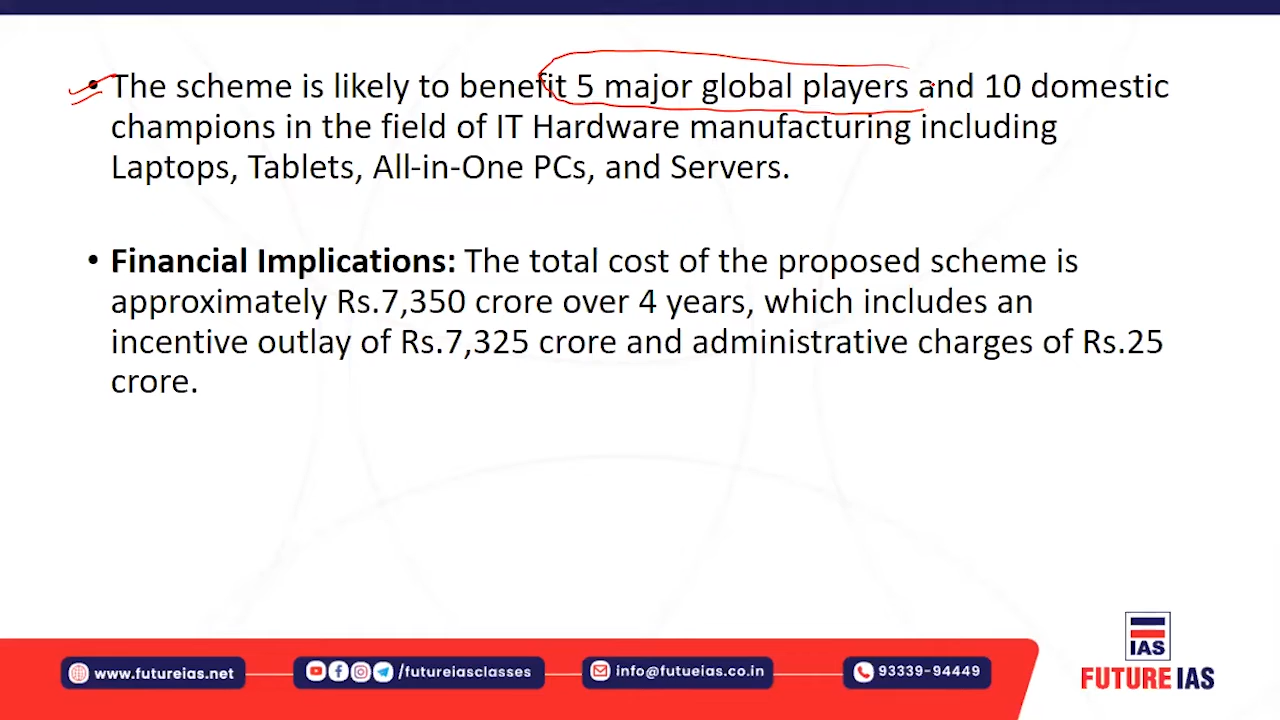 • The scheme is likely to benefit 5 major global players and 10 domestic
champions in the field of IT Hardware manufacturing including
Laptops, Tablets, All-in-One PCs, and Servers.
• Financial Implications: The total cost of the proposed scheme is
approximately Rs.7,350 crore over 4 years, which includes an
incentive outlay of Rs.7,325 crore and administrative charges of Rs.25
crore.
IAS
www.futureias.net
/futureiasclasses
info@futueias.co.in
93339-94449
FUTURE IAS